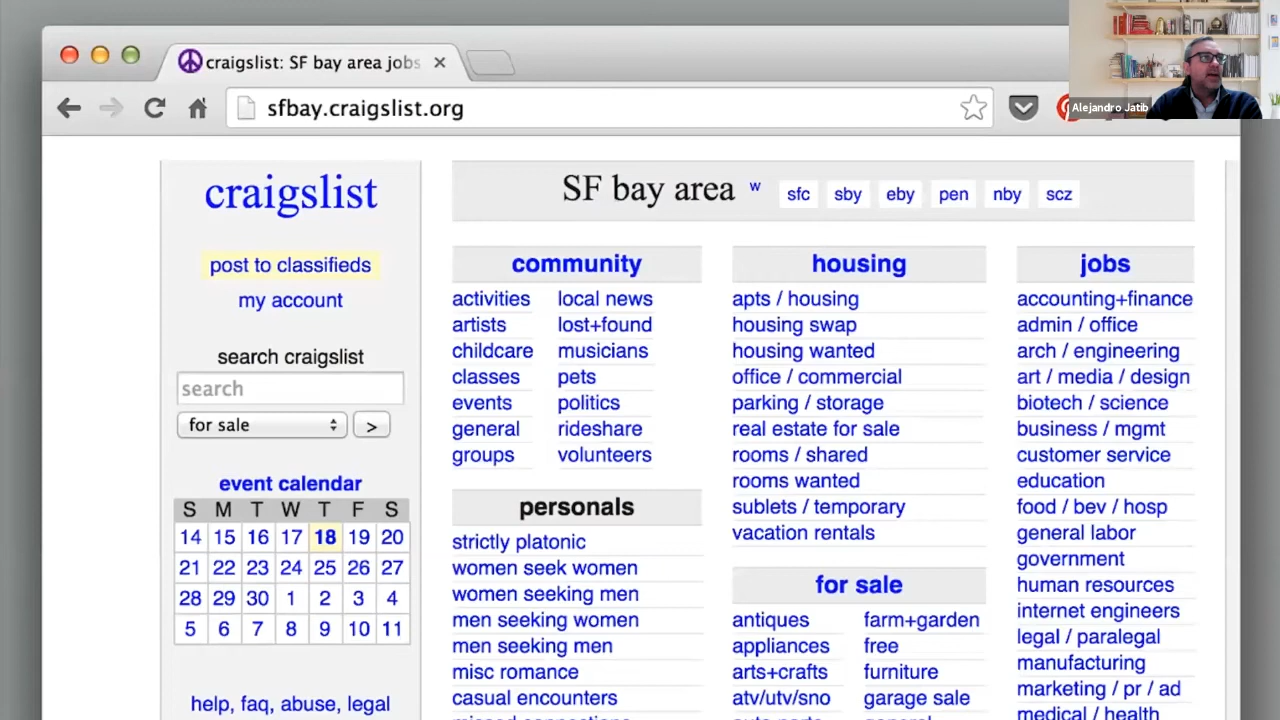 craigslist: SF bay area jobs
sfbay.craigslist.org
Alejandro Jatib
craigslist
post to classifieds
my account
search craigslist
search
for sale
>
event calendar
S M T W T F S
14 15 16 17 18 19 20
21 22 23 24 25 26 27
28 29 30 1 2 3 4
5 6 7 8 9 10 11
help, faq, abuse, legal
SF bay area w sfc sby eby pen nby scz
community
activities
artists
childcare
classes
events
general
groups
local news
lost+found
musicians
pets
politics
rideshare
volunteers
personals
strictly platonic
women seek women
women seeking men
men seeking women
men seeking men
misc romance
casual encounters
missed connections
housing
apts / housing
housing swap
housing wanted
office / commercial
parking / storage
real estate for sale
rooms / shared
rooms wanted
sublets / temporary
vacation rentals
for sale
antiques
appliances
arts+crafts
atv/utv/sno
auto parts
farm+garden
free
furniture
garage sale
general
jobs
accounting+finance
admin / office
arch / engineering
art / media / design
biotech / science
business / mgmt
customer service
education
food / bev / hosp
general labor
government
human resources
internet engineers
legal / paralegal
manufacturing
marketing / pr / ad
medical / health